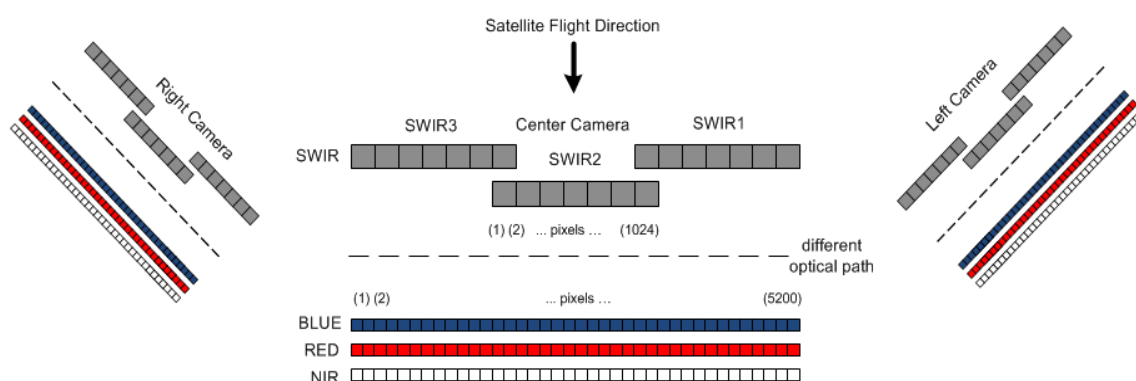 Satellite Flight Direction
Right Camera
Left Camera
SWIR3
Center Camera
SWIR1
SWIR
SWIR2
(1) (2) ... pixels ... (1024)
different
optical path
(1) (2) ... pixels ... (5200)
BLUE
RED
NIR